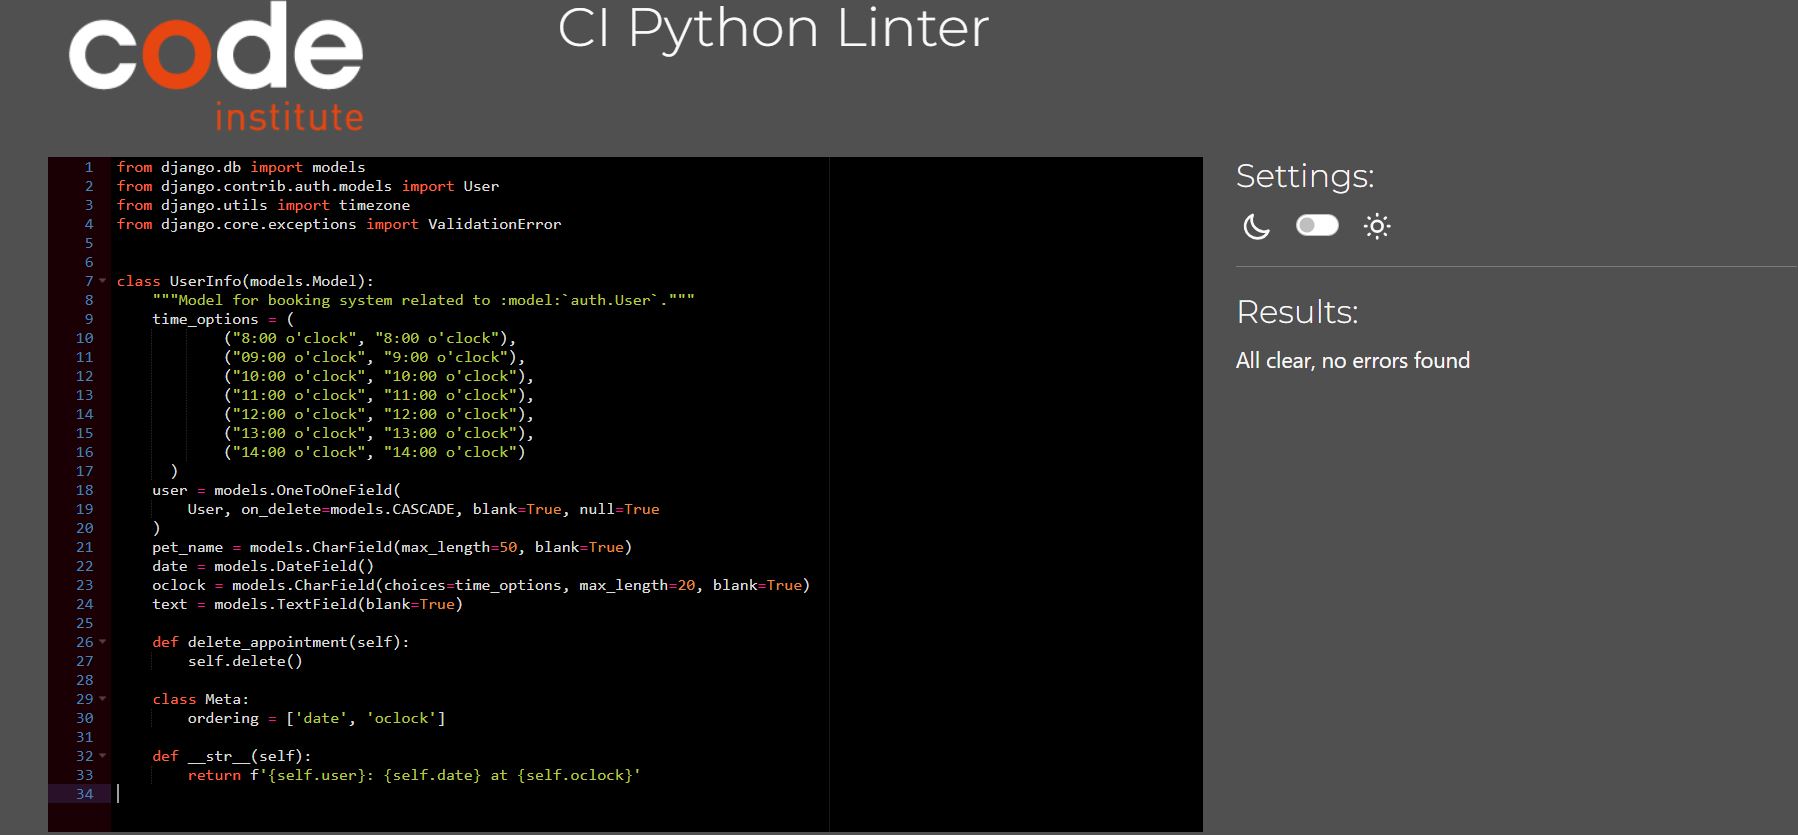 code
institute
CI Python Linter
1 from django.db import models
2 from django.contrib.auth.models import User
3 from django.utils import timezone
4 from django.core.exceptions import ValidationError
5
6
7 class UserInfo(models.Model):
8     """Model for booking system related to :model:`auth.User`."""
9     time_options = (
10             ("8:00 o'clock", "8:00 o'clock"),
11             ("09:00 o'clock", "9:00 o'clock"),
12             ("10:00 o'clock", "10:00 o'clock"),
13             ("11:00 o'clock", "11:00 o'clock"),
14             ("12:00 o'clock", "12:00 o'clock"),
15             ("13:00 o'clock", "13:00 o'clock"),
16             ("14:00 o'clock", "14:00 o'clock")
17       )
18     user = models.OneToOneField(
19         User, on_delete=models.CASCADE, blank=True, null=True
20     )
21     pet_name = models.CharField(max_length=50, blank=True)
22     date = models.DateField()
23     oclock = models.CharField(choices=time_options, max_length=20, blank=True)
24     text = models.TextField(blank=True)
25
26     def delete_appointment(self):
27         self.delete()
28
29     class Meta:
30         ordering = ['date', 'oclock']
31
32     def __str__(self):
33         return f'{self.user}: {self.date} at {self.oclock}'
34
Settings:
Results:
All clear, no errors found